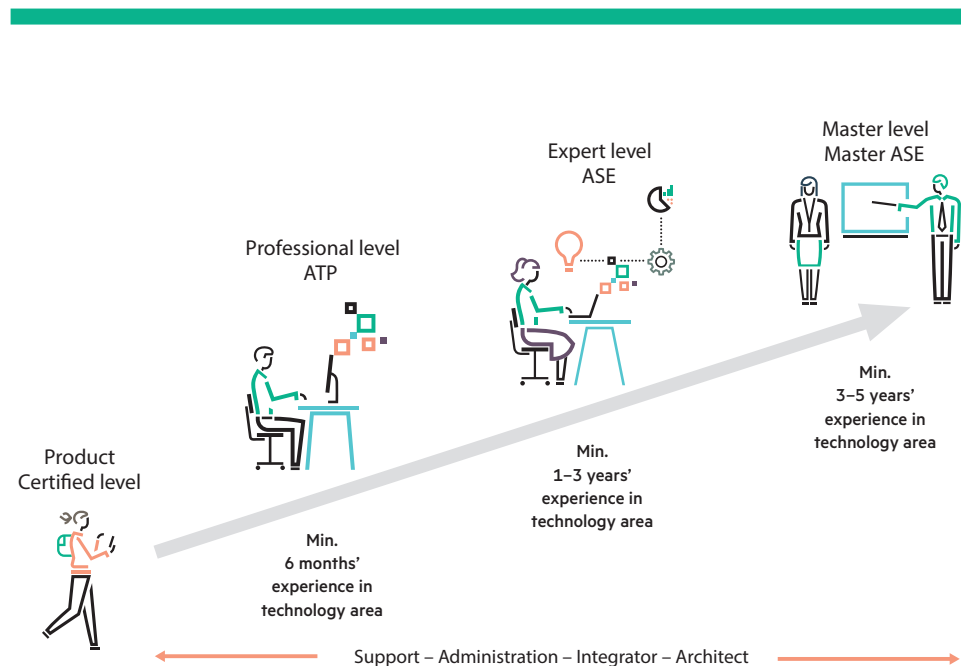 Product
Certified level
Professional level
ATP
Min.
6 months’
experience in
technology area
Expert level
ASE
Min.
1–3 years’
experience in
technology area
Master level
Master ASE
Min.
3–5 years’
experience in
technology area
Support – Administration – Integrator – Architect